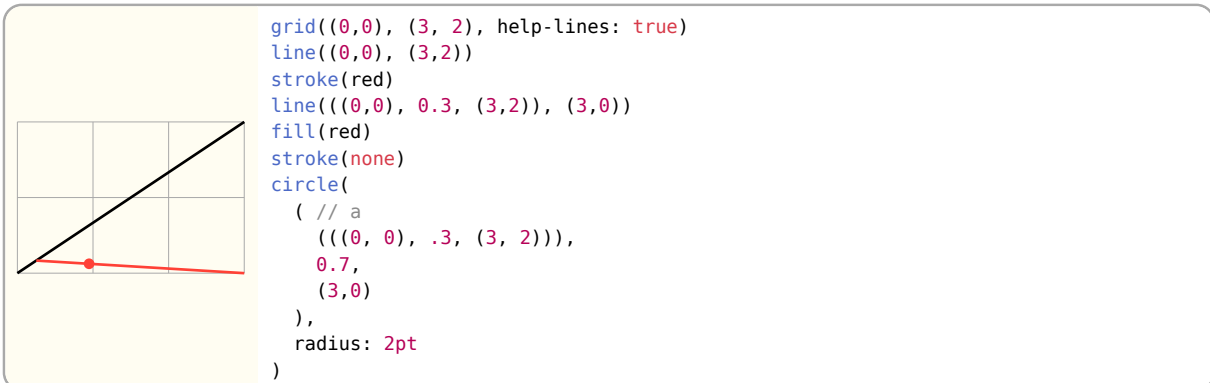 grid((0,0), (3, 2), help-lines: true)
line((0,0), (3,2))
stroke(red)
line(((0,0), 0.3, (3,2)), (3,0))
fill(red)
stroke(none)
circle(
  ( // a
    (((0, 0), .3, (3, 2))),
    0.7,
    (3,0)
  ),
  radius: 2pt
)